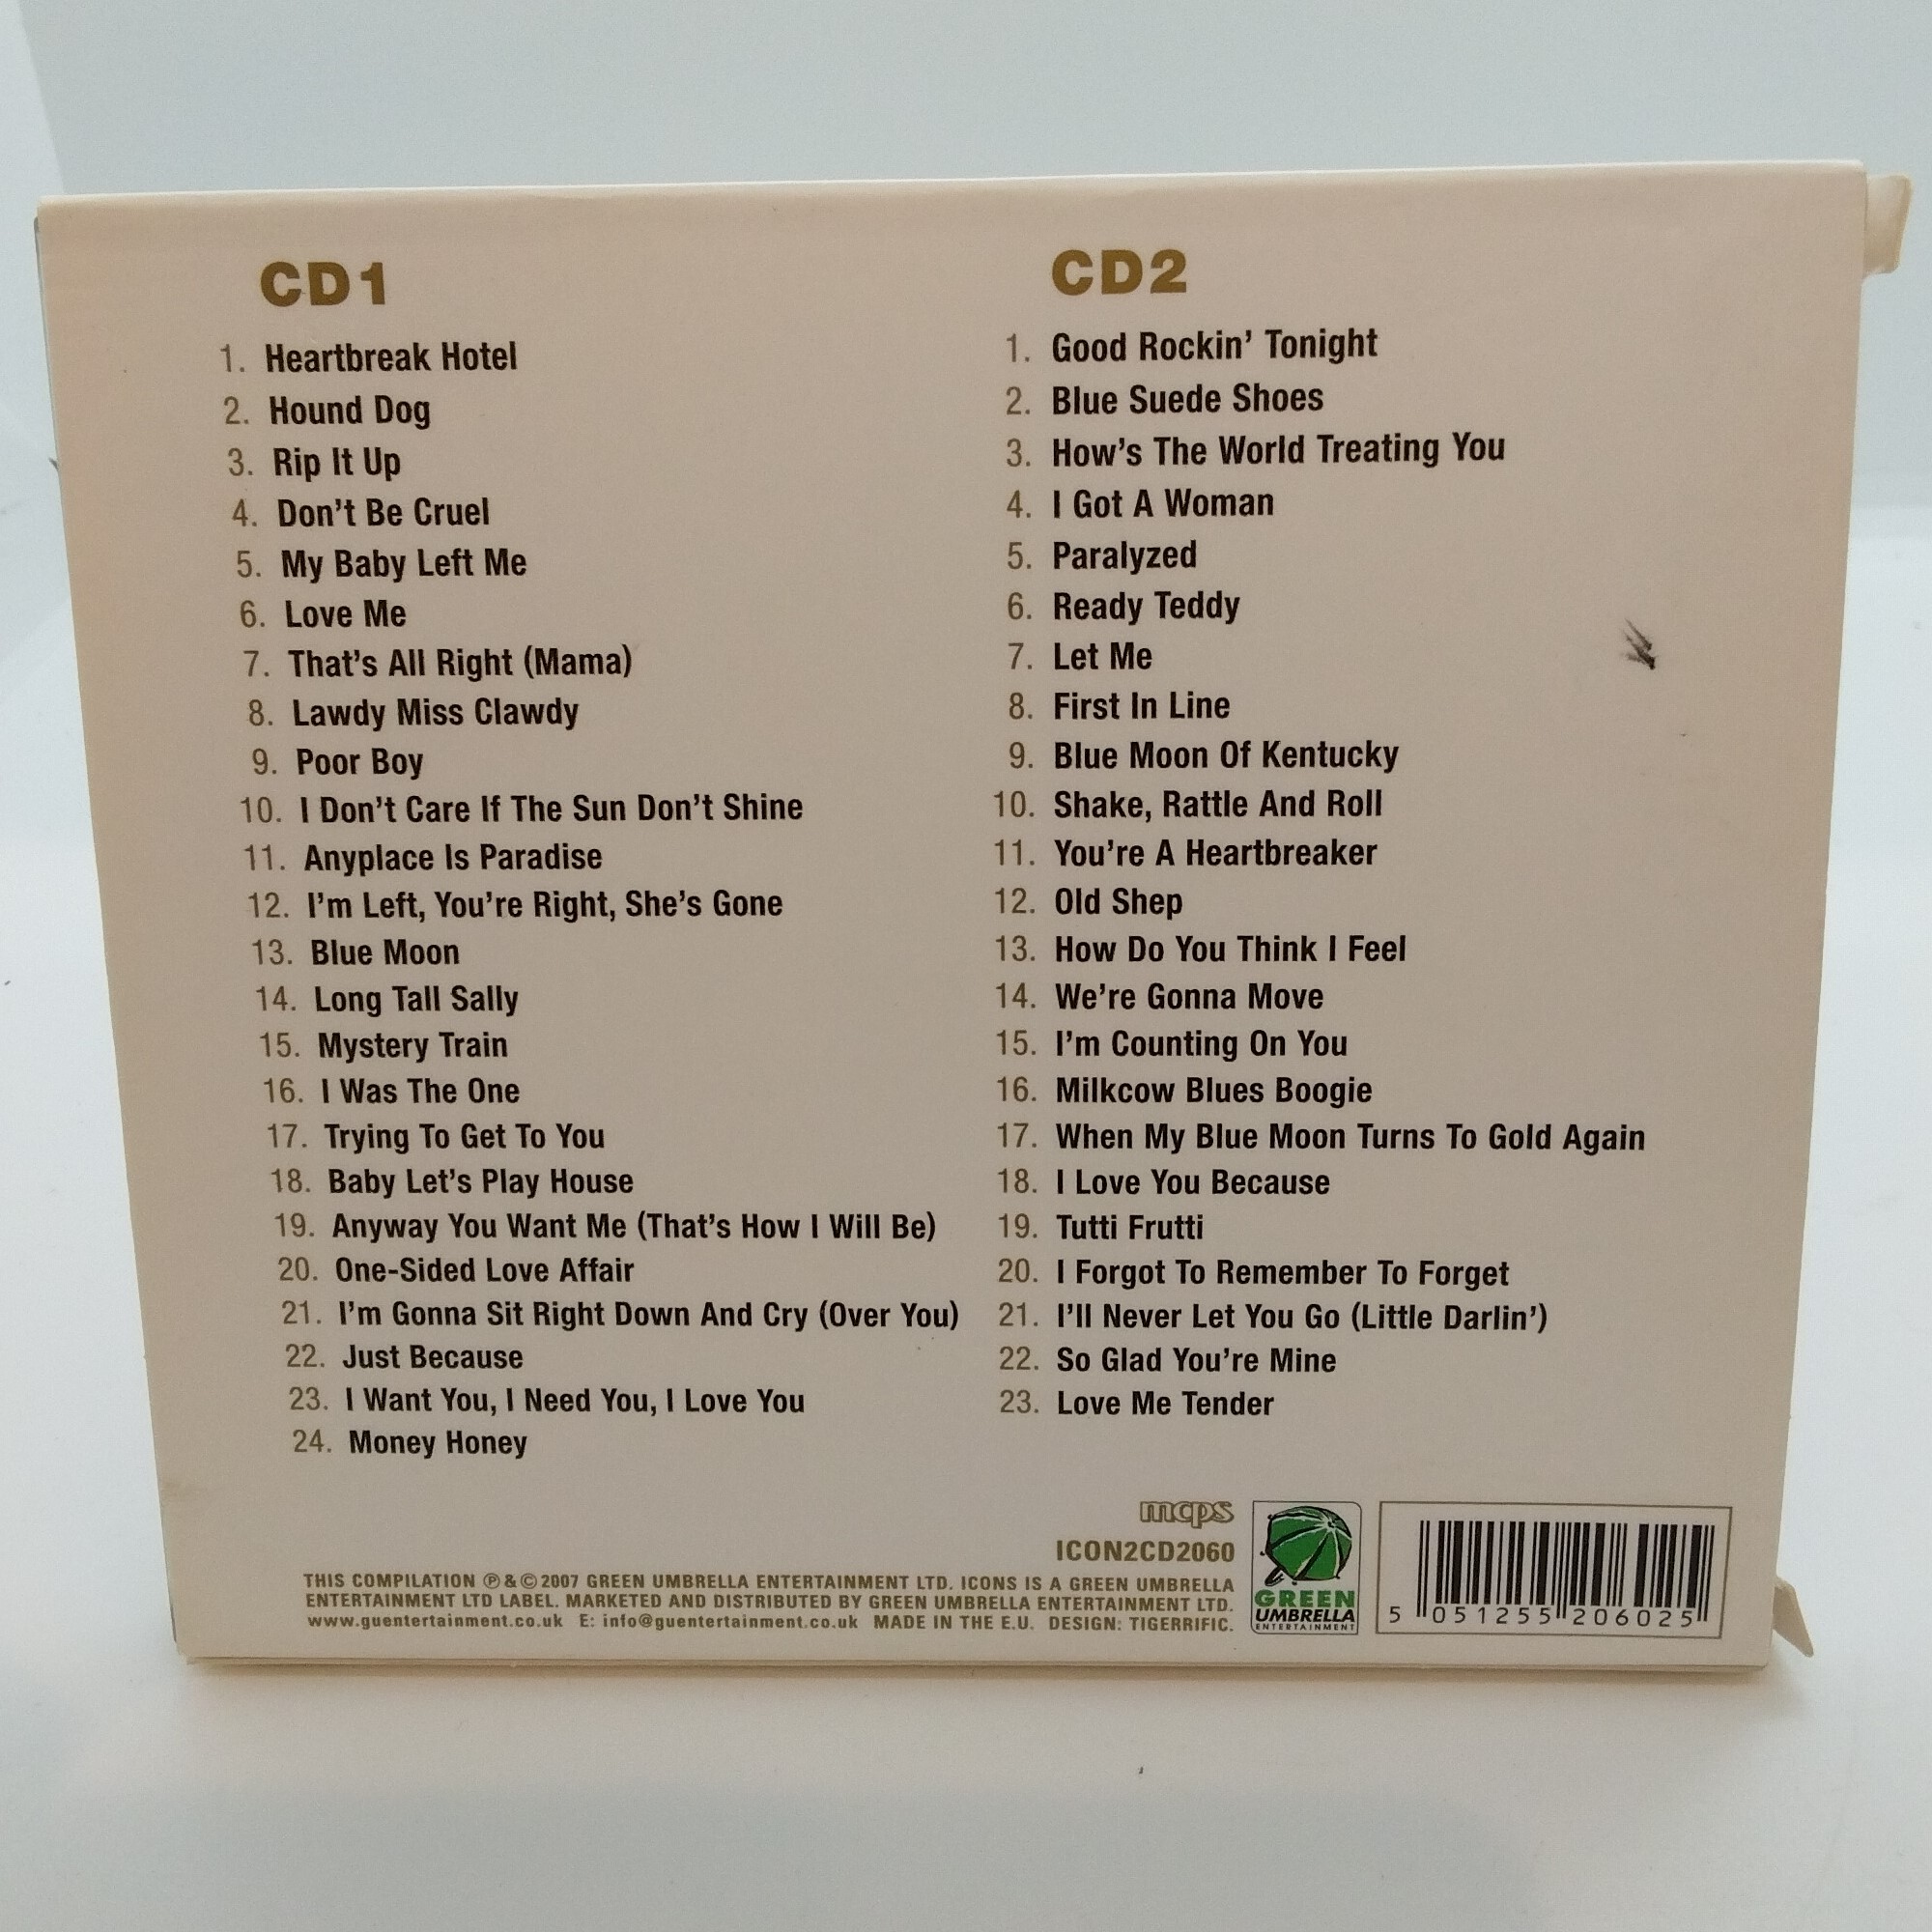 CD1
1. Heartbreak Hotel
2. Hound Dog
3. Rip It Up
4. Don't Be Cruel
5. My Baby Left Me
6. Love Me
7. That's All Right (Mama)
8. Lawdy Miss Clawdy
9. Poor Boy
10. I Don't Care If The Sun Don't Shine
11. Anyplace Is Paradise
12. I'm Left, You're Right, She's Gone
13. Blue Moon
14. Long Tall Sally
15. Mystery Train
16. I Was The One
17. Trying To Get To You
18. Baby Let's Play House
19. Anyway You Want Me (That's How I Will Be)
20. One-Sided Love Affair
21. I'm Gonna Sit Right Down And Cry (Over You)
22. Just Because
23. I Want You, I Need You, I Love You
24. Money Honey
CD2
1. Good Rockin' Tonight
2. Blue Suede Shoes
3. How's The World Treating You
4. I Got A Woman
5. Paralyzed
6. Ready Teddy
7. Let Me
8. First In Line
9. Blue Moon Of Kentucky
10. Shake, Rattle And Roll
11. You're A Heartbreaker
12. Old Shep
13. How Do You Think I Feel
14. We're Gonna Move
15. I'm Counting On You
16. Milkcow Blues Boogie
17. When My Blue Moon Turns To Gold Again
18. I Love You Because
19. Tutti Frutti
20. I Forgot To Remember To Forget
21. I'll Never Let You Go (Little Darlin')
22. So Glad You're Mine
23. Love Me Tender
mcps
ICON2CD2060
THIS COMPILATION ℗&©2007 GREEN UMBRELLA ENTERTAINMENT LTD. ICONS IS A GREEN UMBRELLA
ENTERTAINMENT LTD LABEL. MARKETED AND DISTRIBUTED BY GREEN UMBRELLA ENTERTAINMENT LTD.
www.guentertainment.co.uk E: info@guentertainment.co.uk MADE IN THE E.U. DESIGN: TIGERRIFIC.
GREEN
UMBRELLA
ENTERTAINMENT
5 051255 206025